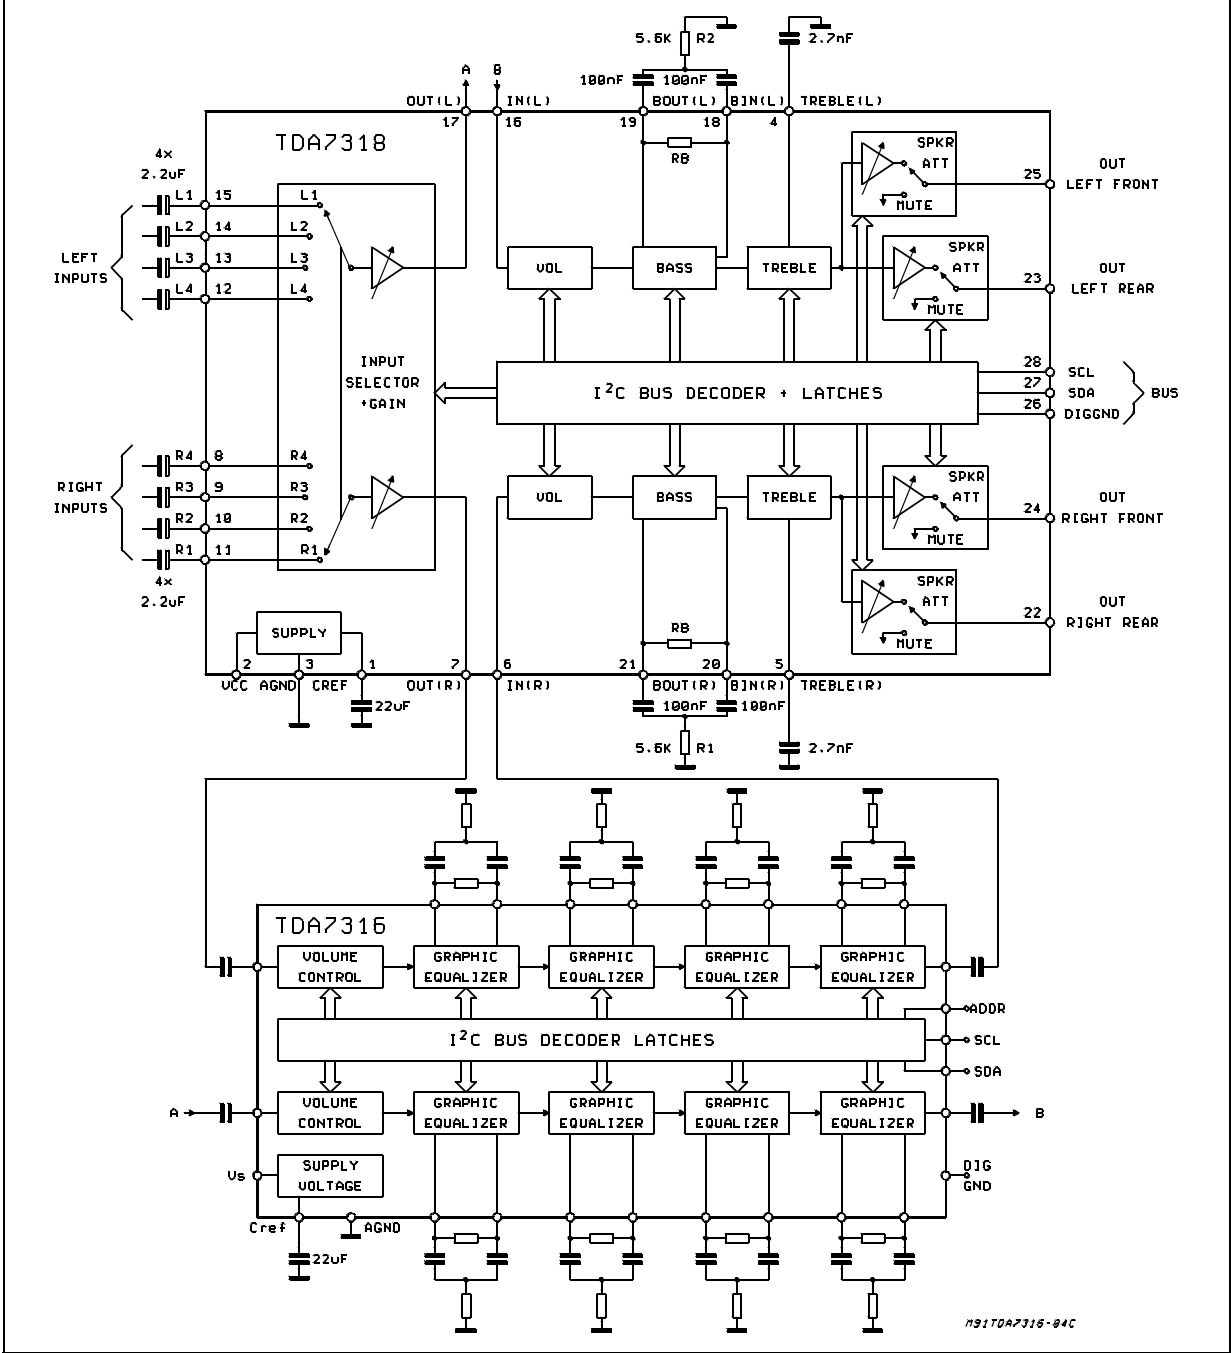 5.6K R2 2.7nF
A B 100nF 100nF
OUT(L) IN(L) BOUT(L) BIN(L) TREBLE(L)
17 16 19 18 4
TDA7318
RB
4x
2.2uF
L1 15 L1
L2 14 L2
L3 13 L3
L4 12 L4
LEFT
INPUTS
VOL BASS TREBLE
SPKR
ATT
MUTE
25 OUT
LEFT FRONT
SPKR
ATT
MUTE
23 OUT
LEFT REAR
INPUT
SELECTOR
+GAIN
I²C BUS DECODER + LATCHES
28 SCL
27 SDA
26 DIGGND
BUS
R4 8 R4
R3 9 R3
R2 10 R2
R1 11 R1
RIGHT
INPUTS
4x
2.2uF
VOL BASS TREBLE
SPKR
ATT
MUTE
24 OUT
RIGHT FRONT
SPKR
ATT
MUTE
22 OUT
RIGHT REAR
SUPPLY
RB
2 3 1 7 6 21 20 5
VCC AGND CREF OUT(R) IN(R) BOUT(R) BIN(R) TREBLE(R)
22uF 100nF 100nF
5.6K R1 2.7nF
TDA7316
VOLUME
CONTROL
GRAPHIC
EQUALIZER
GRAPHIC
EQUALIZER
GRAPHIC
EQUALIZER
GRAPHIC
EQUALIZER
ADDR
I²C BUS DECODER LATCHES
SCL
SDA
A
VOLUME
CONTROL
GRAPHIC
EQUALIZER
GRAPHIC
EQUALIZER
GRAPHIC
EQUALIZER
GRAPHIC
EQUALIZER
B
Vs
SUPPLY
VOLTAGE
DIG
GND
Cref AGND
22uF
M91TDA7316-04C